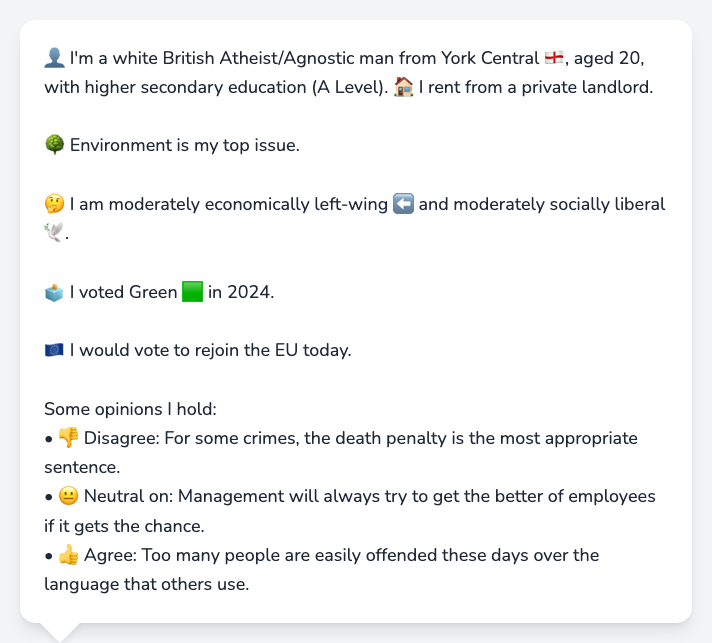 👤 I'm a white British Atheist/Agnostic man from York Central 🏴󠁧󠁢󠁥󠁮󠁧󠁿, aged 20,
with higher secondary education (A Level). 🏠 I rent from a private landlord.
🌳 Environment is my top issue.
🤔 I am moderately economically left-wing ⬅️ and moderately socially liberal
🕊️.
🗳️ I voted Green 🟩 in 2024.
🇪🇺 I would vote to rejoin the EU today.
Some opinions I hold:
• 👎 Disagree: For some crimes, the death penalty is the most appropriate
sentence.
• 😐 Neutral on: Management will always try to get the better of employees
if it gets the chance.
• 👍 Agree: Too many people are easily offended these days over the
language that others use.